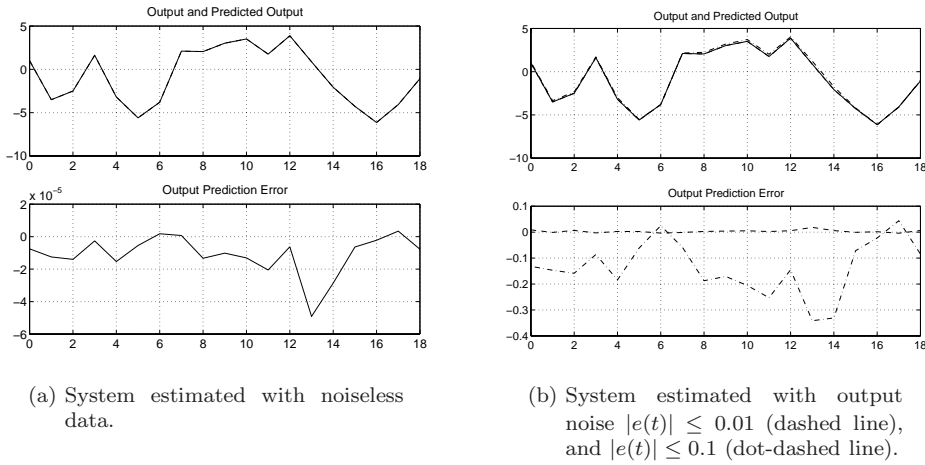 Output and Predicted Output
5
0
−5
−10
0 2 4 6 8 10 12 14 16 18
x 10⁻⁵
Output Prediction Error
2
0
−2
−4
−6
0 2 4 6 8 10 12 14 16 18
(a) System estimated with noiseless
data.
Output and Predicted Output
5
0
−5
−10
0 2 4 6 8 10 12 14 16 18
Output Prediction Error
0.1
0
−0.1
−0.2
−0.3
−0.4
0 2 4 6 8 10 12 14 16 18
(b) System estimated with output
noise |e(t)| ≤ 0.01 (dashed line),
and |e(t)| ≤ 0.1 (dot-dashed line).